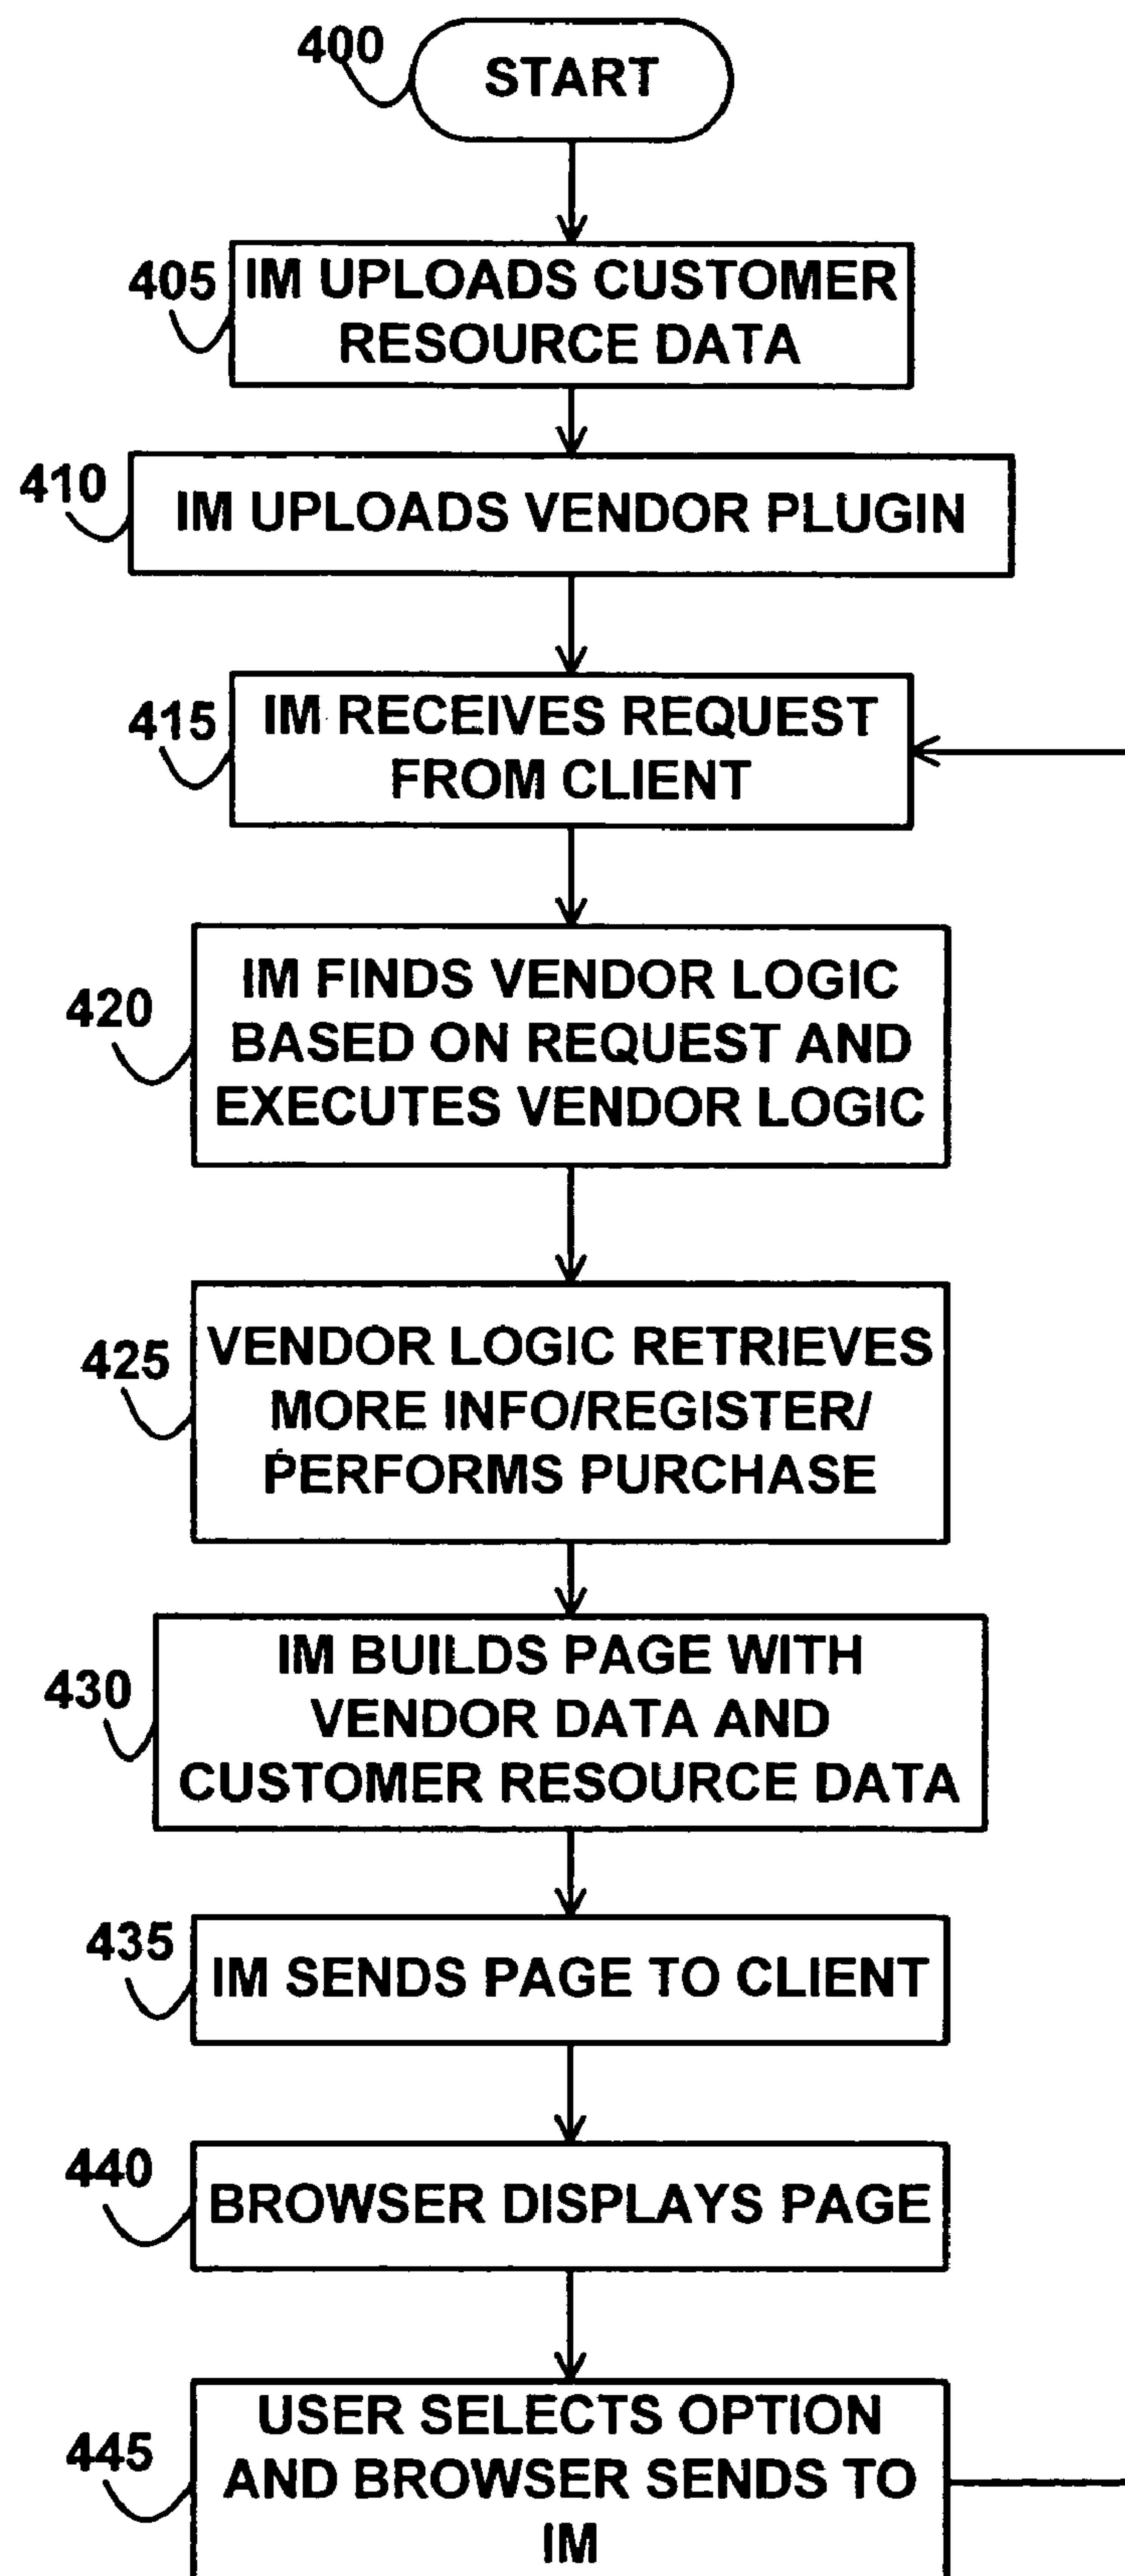 400
START
405
IM UPLOADS CUSTOMER
RESOURCE DATA
410
IM UPLOADS VENDOR PLUGIN
415
IM RECEIVES REQUEST
FROM CLIENT
420
IM FINDS VENDOR LOGIC
BASED ON REQUEST AND
EXECUTES VENDOR LOGIC
425
VENDOR LOGIC RETRIEVES
MORE INFO/REGISTER/
PERFORMS PURCHASE
430
IM BUILDS PAGE WITH
VENDOR DATA AND
CUSTOMER RESOURCE DATA
435
IM SENDS PAGE TO CLIENT
440
BROWSER DISPLAYS PAGE
445
USER SELECTS OPTION
AND BROWSER SENDS TO
IM